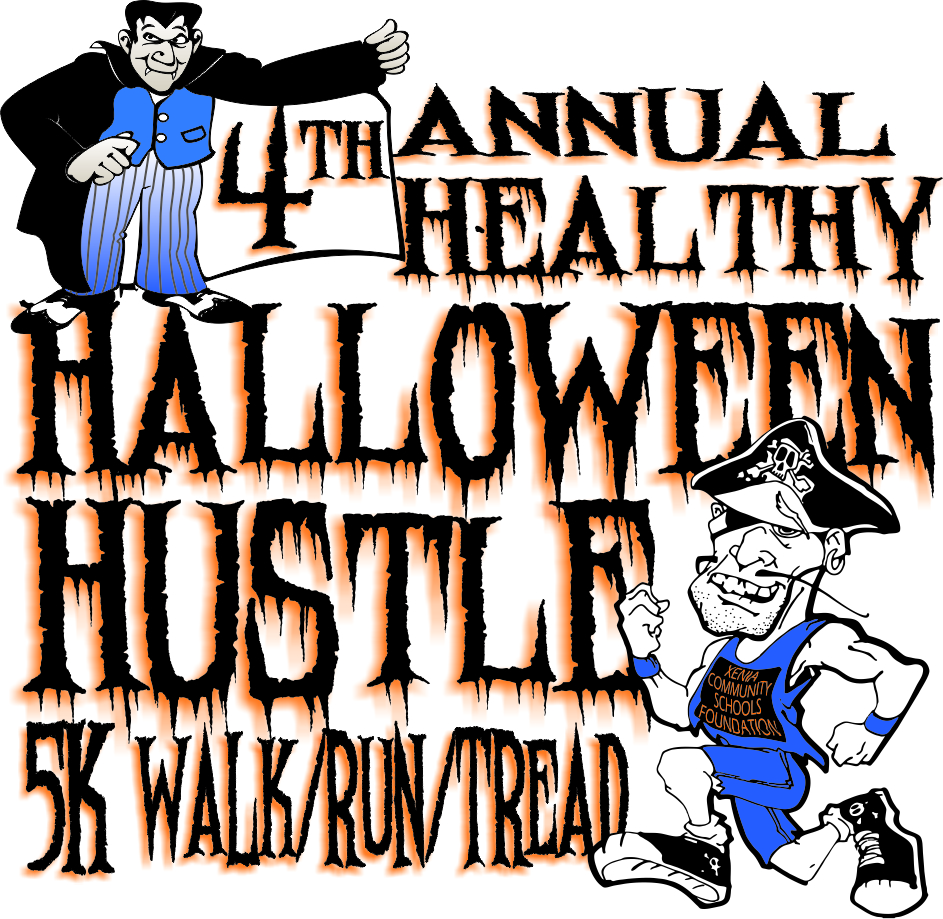 4TH ANNUAL
HEALTHY
HALLOWEEN
HUSTLE
5K WALK/RUN/TREAD
XENIA
COMMUNITY
SCHOOLS
FOUNDATION